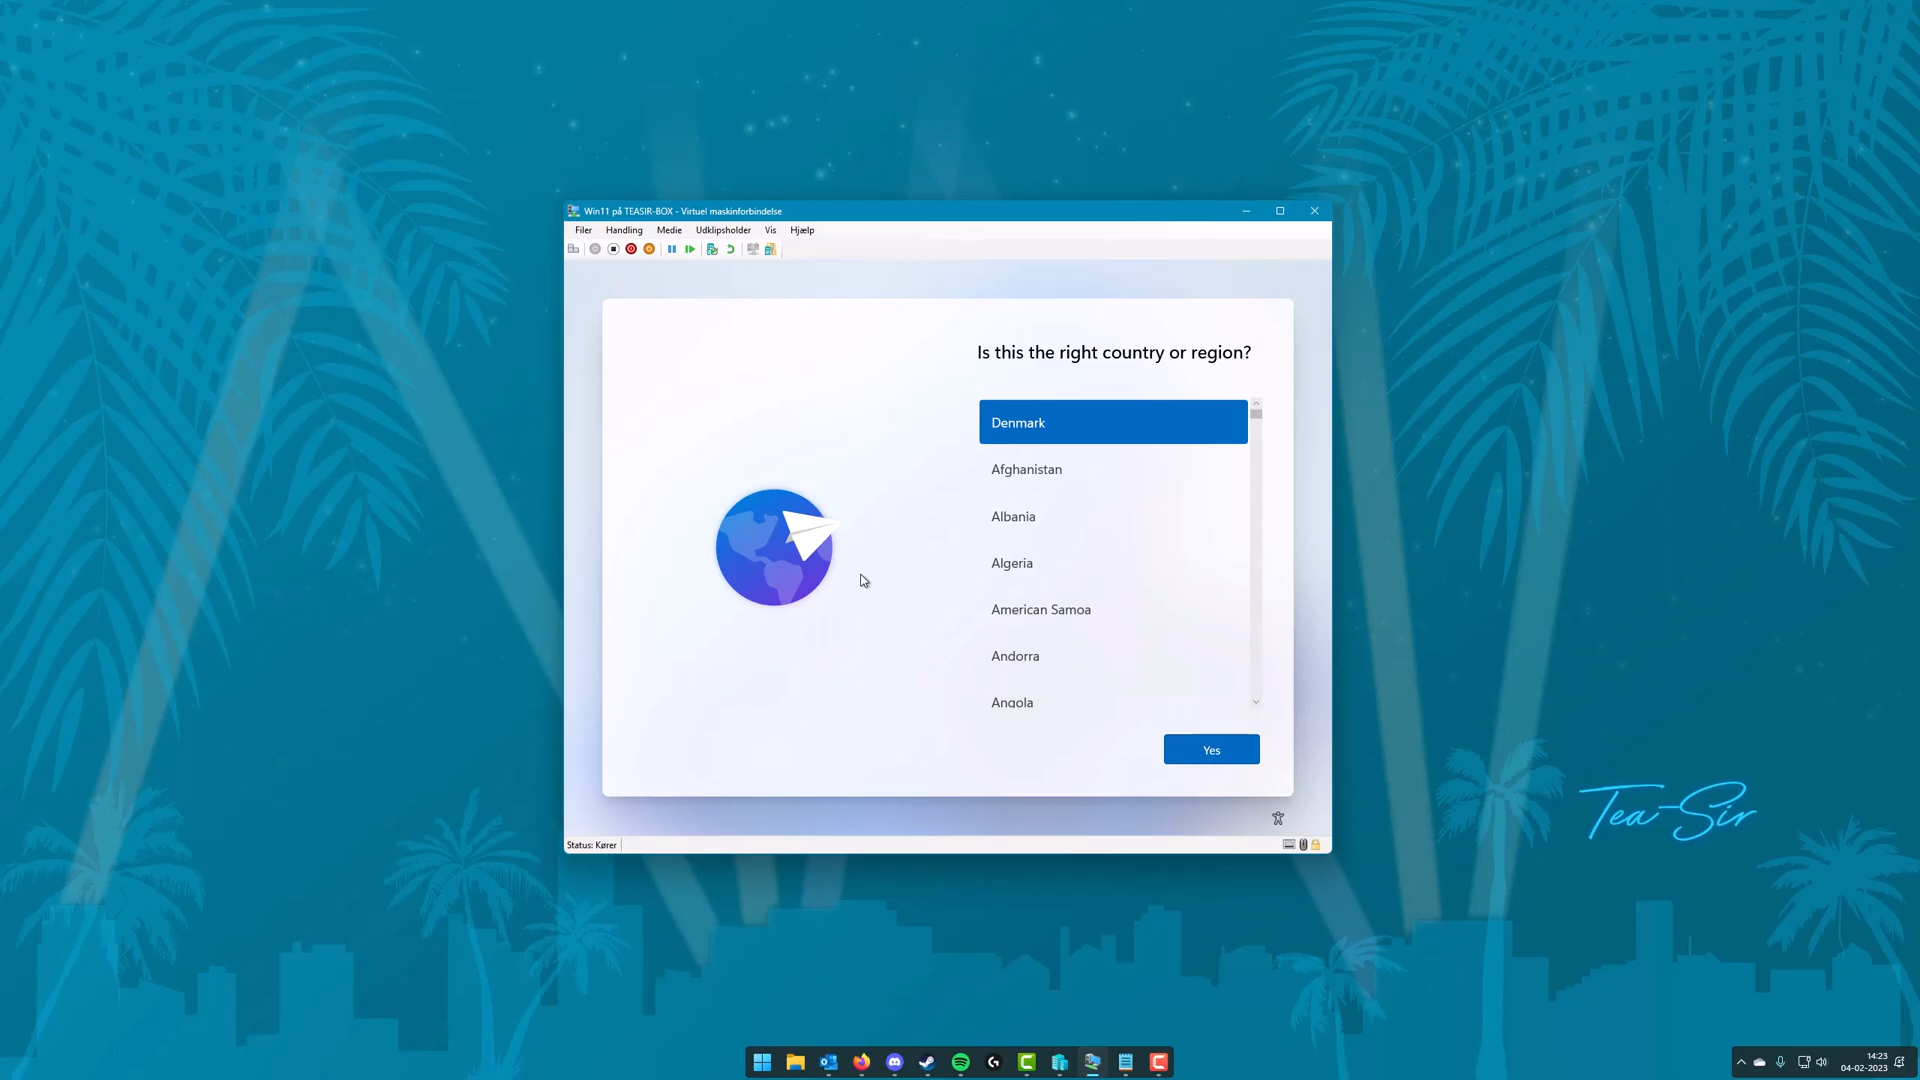 Win11 på TEASIR-BOX - Virtuel maskinforbindelse
Filer Handling Medie Udklipsholder Vis Hjælp
Is this the right country or region?
Denmark
Afghanistan
Albania
Algeria
American Samoa
Andorra
Angola
Yes
Tea-Sir
Status: Kører
14:23
04-02-2023